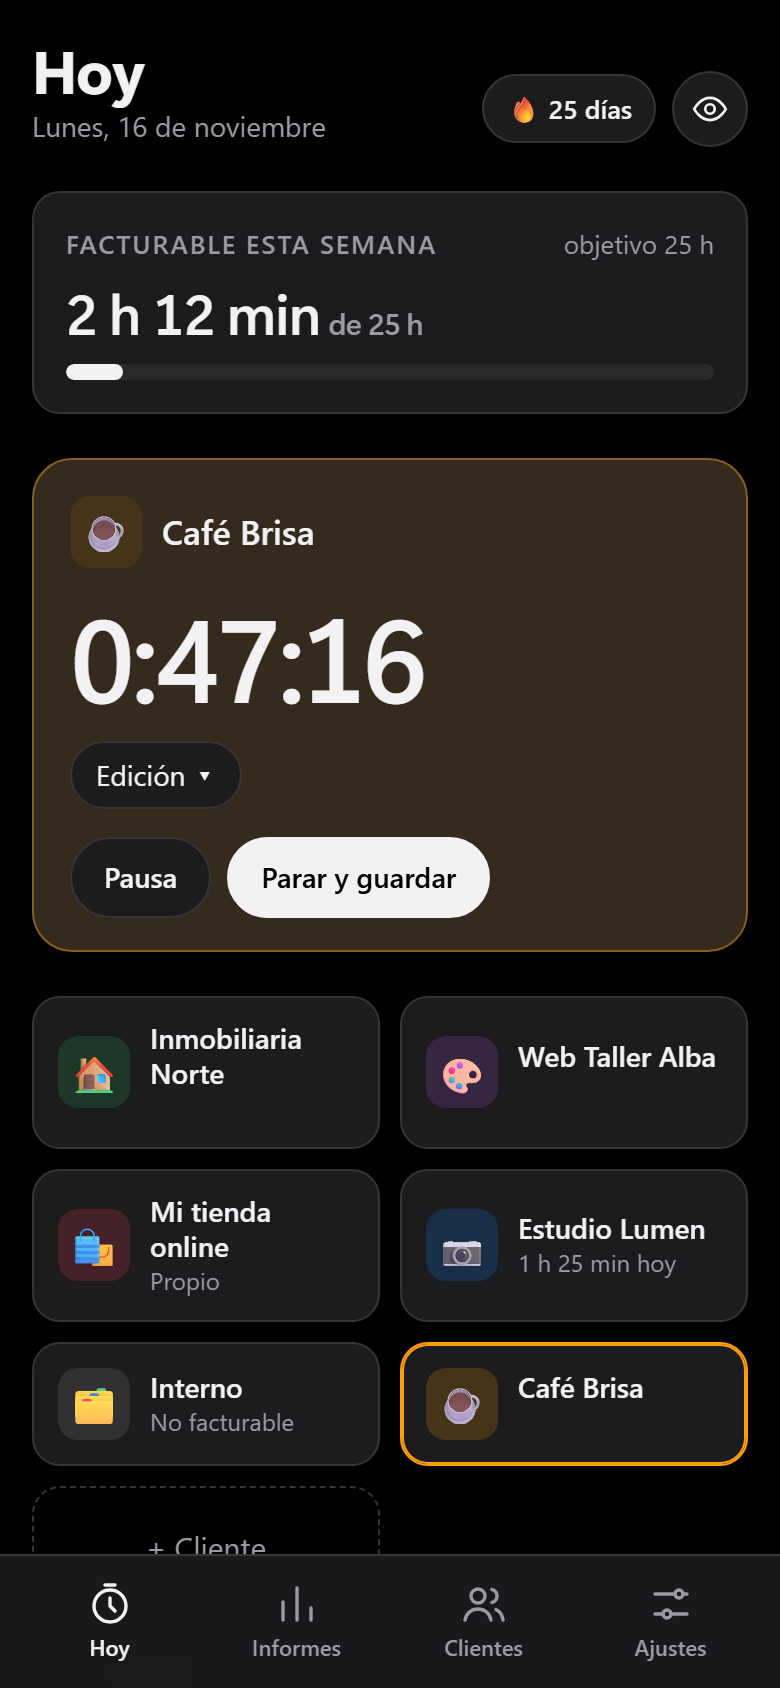 Hoy
Lunes, 16 de noviembre
25 días
FACTURABLE ESTA SEMANA
objetivo 25 h
2 h 12 min de 25 h
Café Brisa
0:47:16
Edición ▼
Pausa
Parar y guardar
Inmobiliaria
Norte
Web Taller Alba
Mi tienda
online
Propio
Estudio Lumen
1 h 25 min hoy
Interno
No facturable
Café Brisa
+ Cliente
Hoy
Informes
Clientes
Ajustes